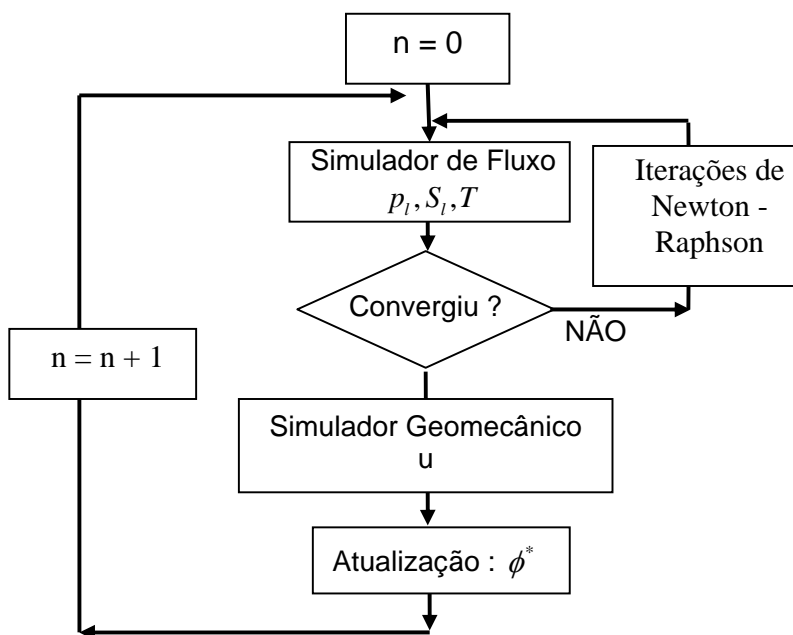 n = 0
Simulador de Fluxo
p_l, S_l, T
Iterações de
Newton -
Raphson
Convergiu ?
NÃO
n = n + 1
Simulador Geomecânico
u
Atualização : ϕ*